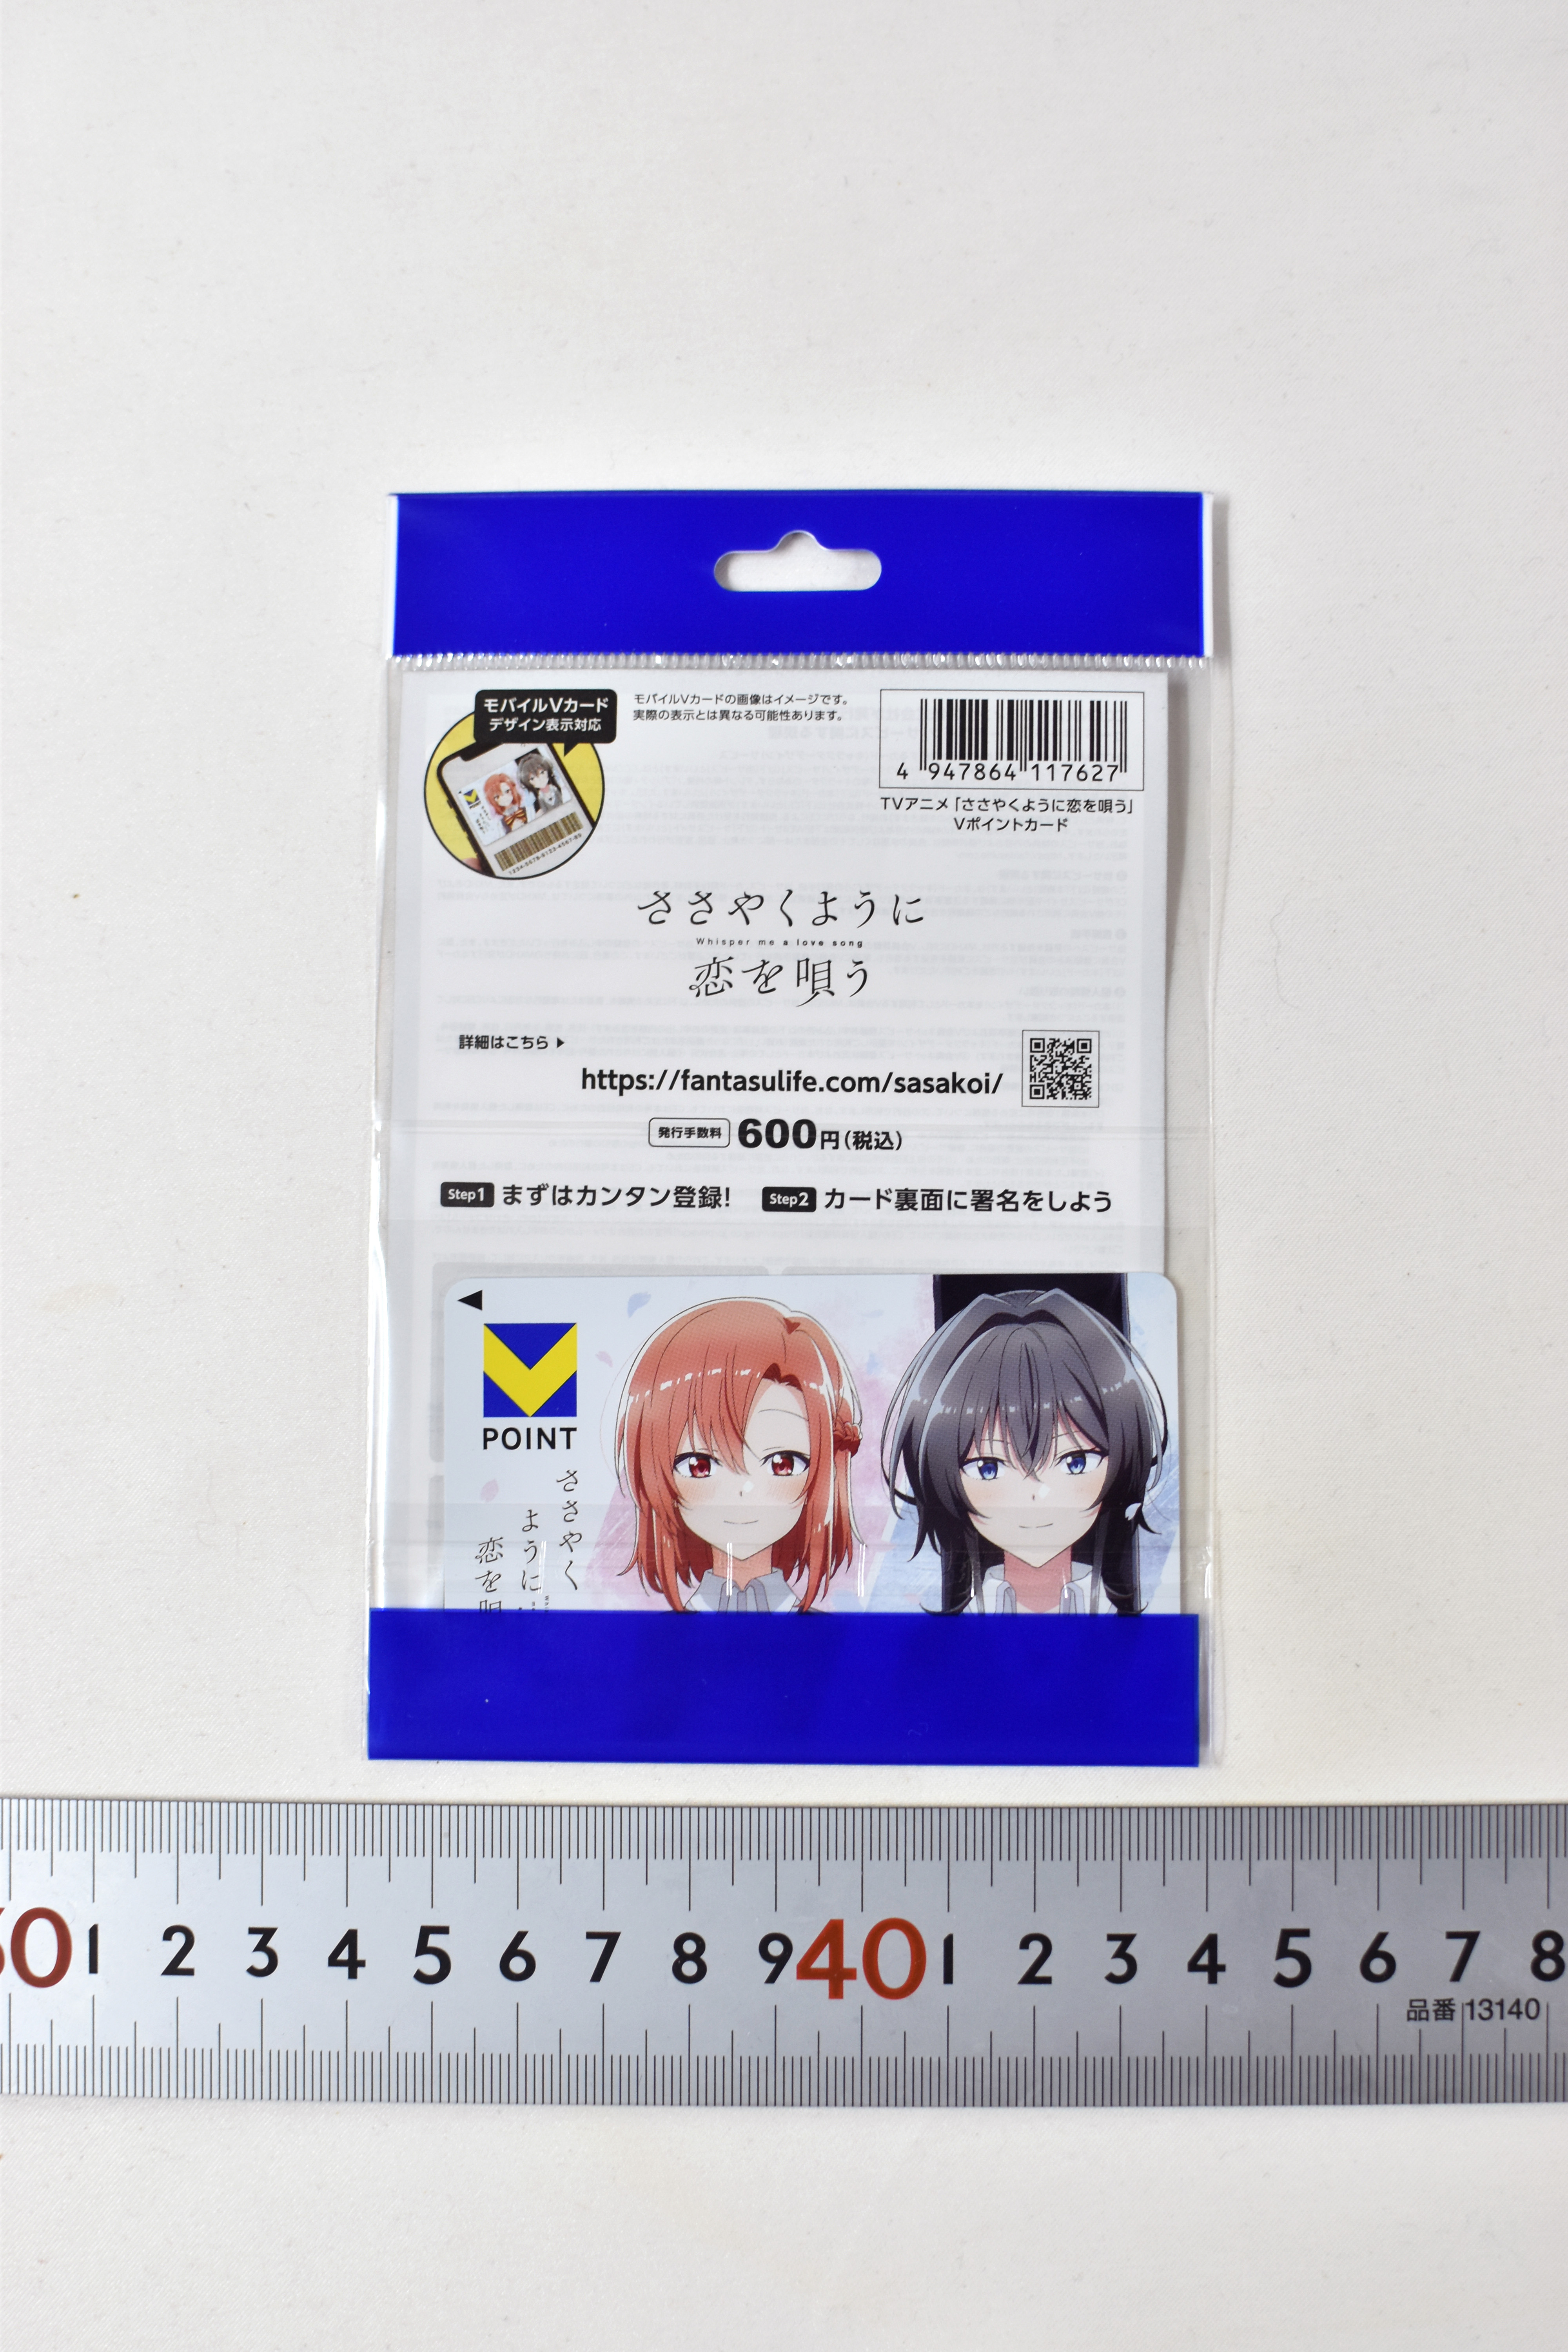 モバイルVカード
デザイン表示対応
モバイルVカードの画像はイメージです。
実際の表示とは異なる可能性あります。
4 947864 117627
TVアニメ「ささやくように恋を唄う」
Vポイントカード
ささやくように
Whisper me a love song
恋を唄う
詳細はこちら ▶
https://fantasulife.com/sasakoi/
発行手数料 600円(税込)
Step1 まずはカンタン登録!
Step2 カード裏面に署名をしよう
POINT
ささやく
ように
恋を
1 2 3 4 5 6 7 8 9 40 1 2 3 4 5 6 7 8
品番 13140